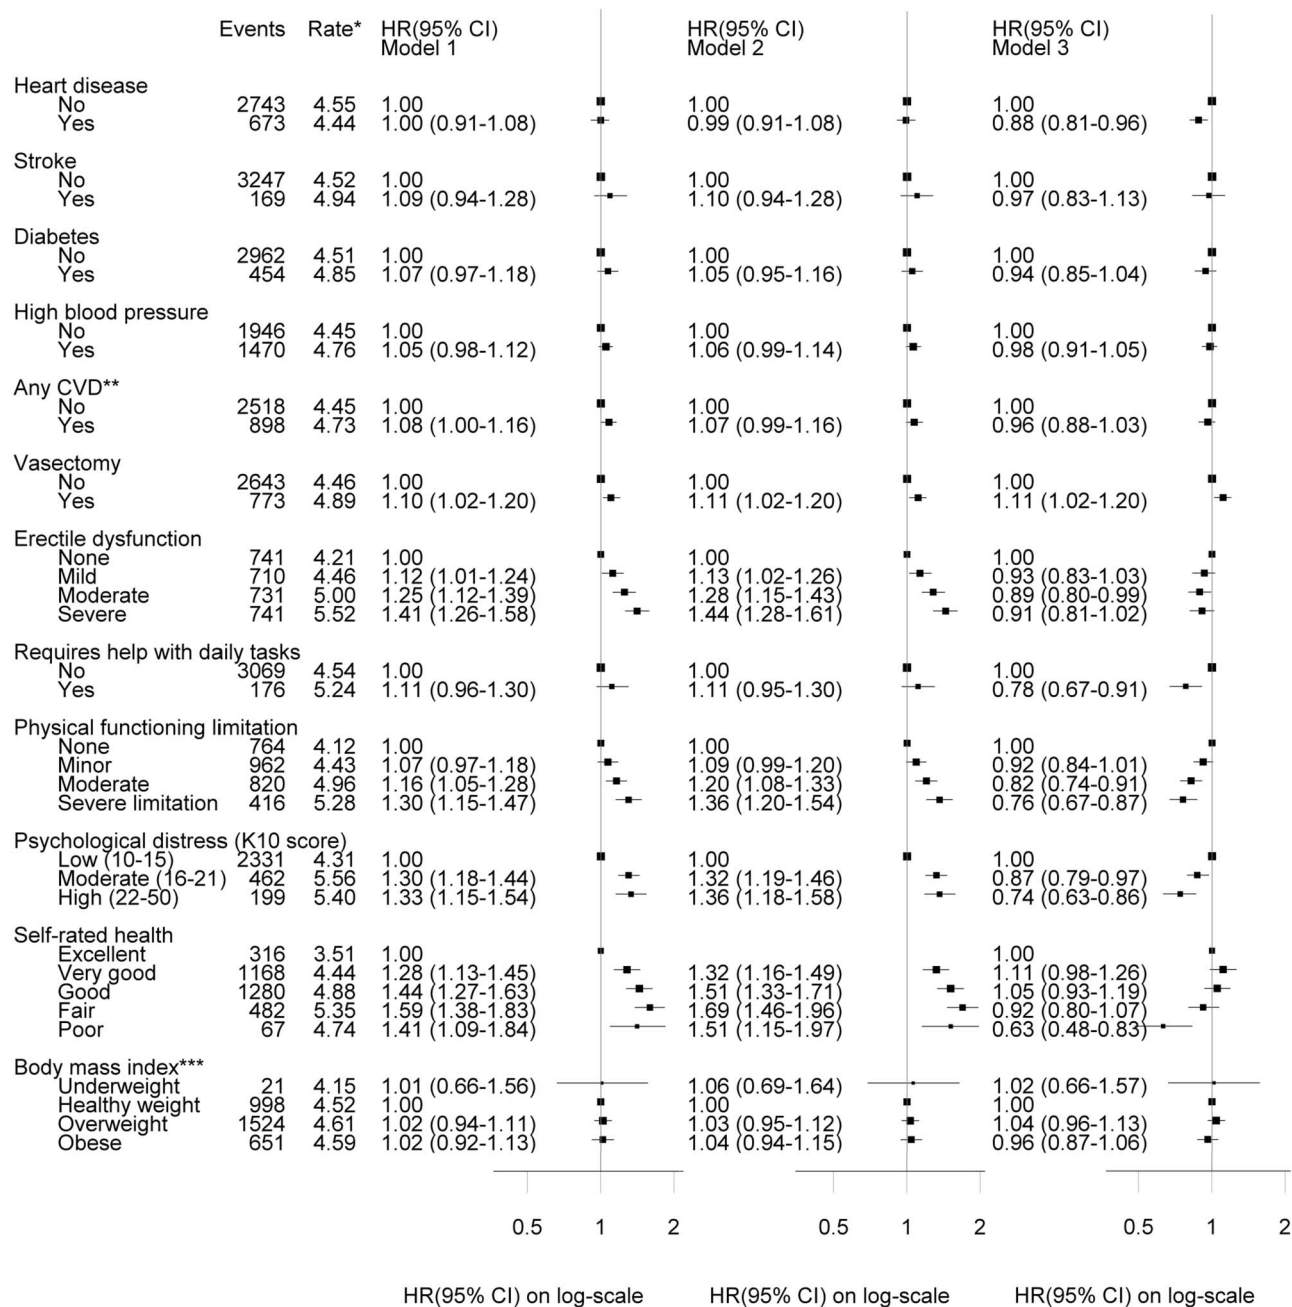 Events Rate* HR(95% CI) Model 1 HR(95% CI) Model 2 HR(95% CI) Model 3
Heart disease
No 2743 4.55 1.00 1.00 1.00
Yes 673 4.44 1.00 (0.91-1.08) 0.99 (0.91-1.08) 0.88 (0.81-0.96)
Stroke
No 3247 4.52 1.00 1.00 1.00
Yes 169 4.94 1.09 (0.94-1.28) 1.10 (0.94-1.28) 0.97 (0.83-1.13)
Diabetes
No 2962 4.51 1.00 1.00 1.00
Yes 454 4.85 1.07 (0.97-1.18) 1.05 (0.95-1.16) 0.94 (0.85-1.04)
High blood pressure
No 1946 4.45 1.00 1.00 1.00
Yes 1470 4.76 1.05 (0.98-1.12) 1.06 (0.99-1.14) 0.98 (0.91-1.05)
Any CVD**
No 2518 4.45 1.00 1.00 1.00
Yes 898 4.73 1.08 (1.00-1.16) 1.07 (0.99-1.16) 0.96 (0.88-1.03)
Vasectomy
No 2643 4.46 1.00 1.00 1.00
Yes 773 4.89 1.10 (1.02-1.20) 1.11 (1.02-1.20) 1.11 (1.02-1.20)
Erectile dysfunction
None 741 4.21 1.00 1.00 1.00
Mild 710 4.46 1.12 (1.01-1.24) 1.13 (1.02-1.26) 0.93 (0.83-1.03)
Moderate 731 5.00 1.25 (1.12-1.39) 1.28 (1.15-1.43) 0.89 (0.80-0.99)
Severe 741 5.52 1.41 (1.26-1.58) 1.44 (1.28-1.61) 0.91 (0.81-1.02)
Requires help with daily tasks
No 3069 4.54 1.00 1.00 1.00
Yes 176 5.24 1.11 (0.96-1.30) 1.11 (0.95-1.30) 0.78 (0.67-0.91)
Physical functioning limitation
None 764 4.12 1.00 1.00 1.00
Minor 962 4.43 1.07 (0.97-1.18) 1.09 (0.99-1.20) 0.92 (0.84-1.01)
Moderate 820 4.96 1.16 (1.05-1.28) 1.20 (1.08-1.33) 0.82 (0.74-0.91)
Severe limitation 416 5.28 1.30 (1.15-1.47) 1.36 (1.20-1.54) 0.76 (0.67-0.87)
Psychological distress (K10 score)
Low (10-15) 2331 4.31 1.00 1.00 1.00
Moderate (16-21) 462 5.56 1.30 (1.18-1.44) 1.32 (1.19-1.46) 0.87 (0.79-0.97)
High (22-50) 199 5.40 1.33 (1.15-1.54) 1.36 (1.18-1.58) 0.74 (0.63-0.86)
Self-rated health
Excellent 316 3.51 1.00 1.00 1.00
Very good 1168 4.44 1.28 (1.13-1.45) 1.32 (1.16-1.49) 1.11 (0.98-1.26)
Good 1280 4.88 1.44 (1.27-1.63) 1.51 (1.33-1.71) 1.05 (0.93-1.19)
Fair 482 5.35 1.59 (1.38-1.83) 1.69 (1.46-1.96) 0.92 (0.80-1.07)
Poor 67 4.74 1.41 (1.09-1.84) 1.51 (1.15-1.97) 0.63 (0.48-0.83)
Body mass index***
Underweight 21 4.15 1.01 (0.66-1.56) 1.06 (0.69-1.64) 1.02 (0.66-1.57)
Healthy weight 998 4.52 1.00 1.00 1.00
Overweight 1524 4.61 1.02 (0.94-1.11) 1.03 (0.95-1.12) 1.04 (0.96-1.13)
Obese 651 4.59 1.02 (0.92-1.13) 1.04 (0.94-1.15) 0.96 (0.87-1.06)
0.5 1 2 0.5 1 2 0.5 1 2
HR(95% CI) on log-scale HR(95% CI) on log-scale HR(95% CI) on log-scale